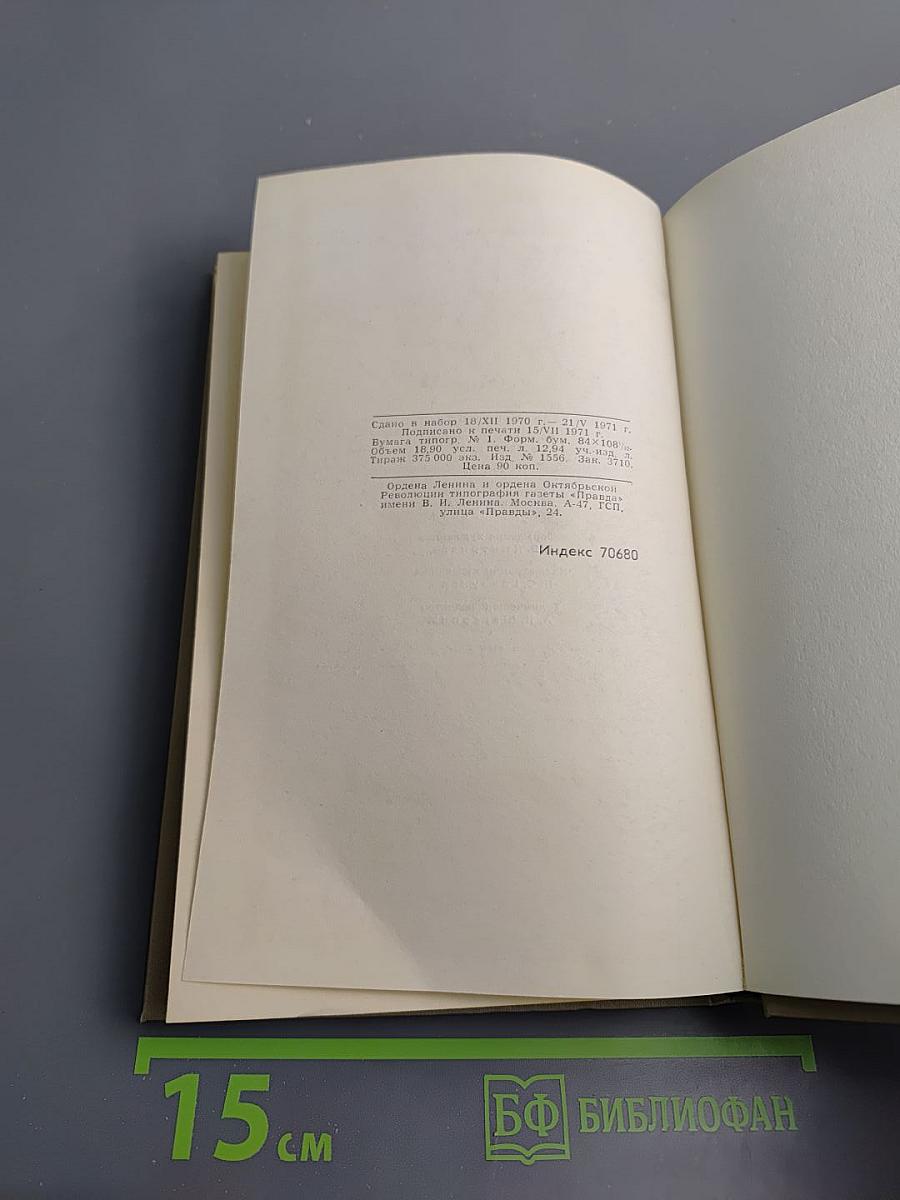 Сдано в набор 18/XII 1970 г.— 21/V 1971 г.
Подписано к печати 15/VII 1971 г.
Бумага типогр. № 1. Форм. бум. 84×108¹/₃₂.
Объем 18,90 усл. печ. л. 12,94 уч.-изд. л.
Тираж 375 000 экз. Изд. № 1556. Зак. 3710.
Цена 90 коп.
Ордена Ленина и ордена Октябрьской
Революции типография газеты «Правда»
имени В. И. Ленина. Москва, А-47, ГСП,
улица «Правды», 24.
Индекс 70680
15 см
БФ БИБЛИОФАН